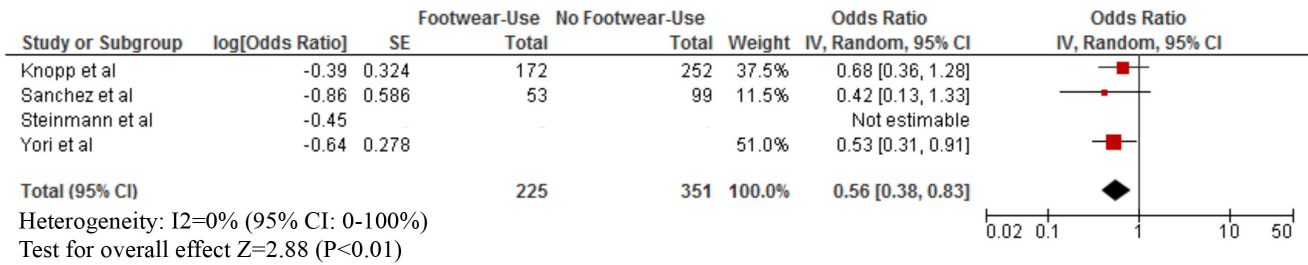 Footwear-Use No Footwear-Use Odds Ratio Odds Ratio
Study or Subgroup log[Odds Ratio] SE Total Total Weight IV, Random, 95% CI IV, Random, 95% CI
Knopp et al -0.39 0.324 172 252 37.5% 0.68 [0.36, 1.28]
Sanchez et al -0.86 0.586 53 99 11.5% 0.42 [0.13, 1.33]
Steinmann et al -0.45 Not estimable
Yori et al -0.64 0.278 51.0% 0.53 [0.31, 0.91]
Total (95% CI) 225 351 100.0% 0.56 [0.38, 0.83]
Heterogeneity: I2=0% (95% CI: 0-100%)
Test for overall effect Z=2.88 (P<0.01)
0.02 0.1 1 10 50